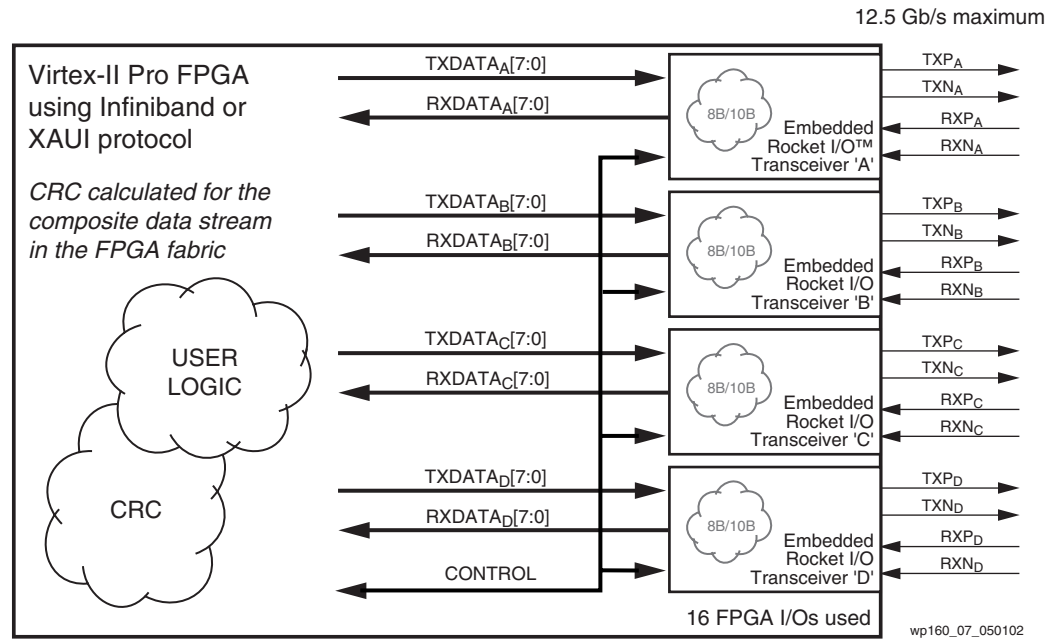 12.5 Gb/s maximum
Virtex-II Pro FPGA
using Infiniband or
XAUI protocol
CRC calculated for the
composite data stream
in the FPGA fabric
USER
LOGIC
CRC
TXDATAA[7:0]
RXDATAA[7:0]
8B/10B
Embedded
Rocket I/O™
Transceiver 'A'
TXPA
TXNA
RXPA
RXNA
TXDATAB[7:0]
RXDATAB[7:0]
8B/10B
Embedded
Rocket I/O
Transceiver 'B'
TXPB
TXNB
RXPB
RXNB
TXDATAC[7:0]
RXDATAC[7:0]
8B/10B
Embedded
Rocket I/O
Transceiver 'C'
TXPC
TXNC
RXPC
RXNC
TXDATAD[7:0]
RXDATAD[7:0]
8B/10B
Embedded
Rocket I/O
Transceiver 'D'
TXPD
TXND
RXPD
RXND
CONTROL
16 FPGA I/Os used
wp160_07_050102